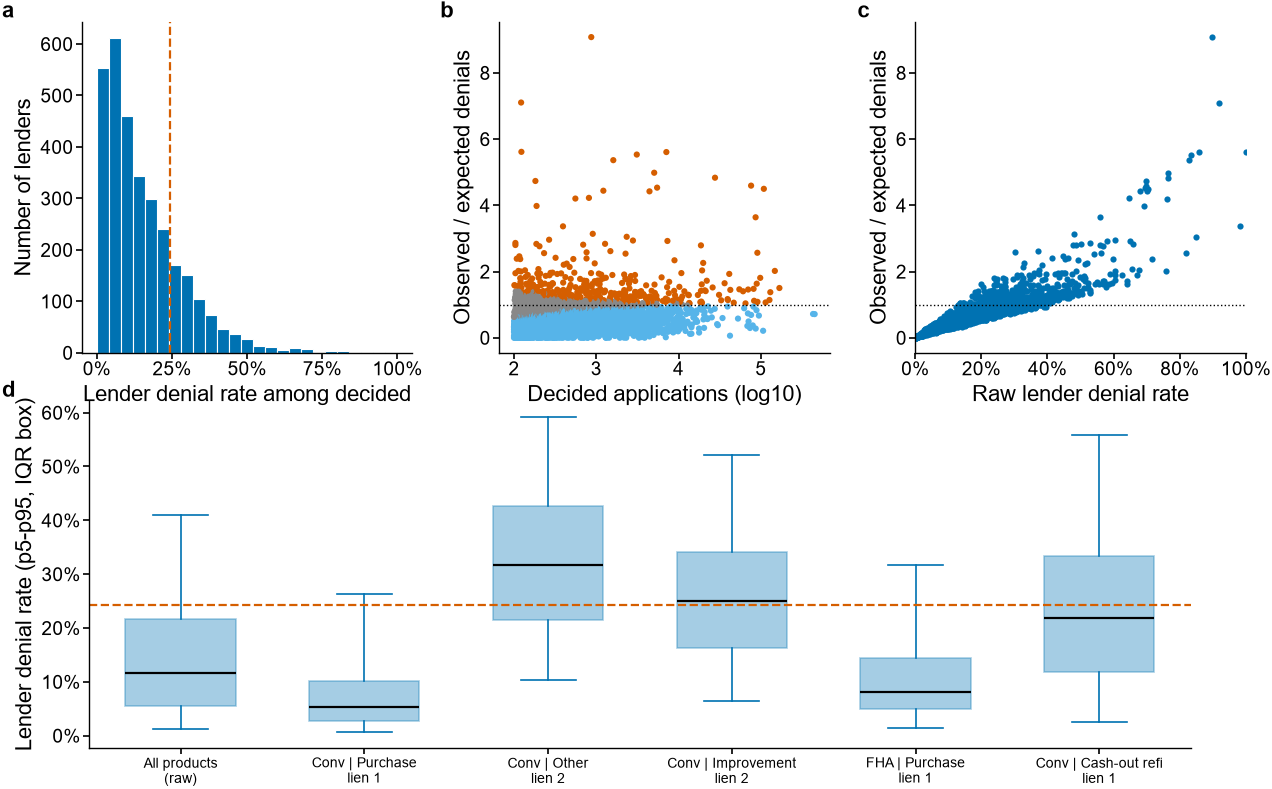 a
Number of lenders
600
500
400
300
200
100
0
0% 25% 50% 75% 100%
Lender denial rate among decided
b
Observed / expected denials
8
6
4
2
0
2 3 4 5
Decided applications (log10)
c
Observed / expected denials
8
6
4
2
0
0% 20% 40% 60% 80% 100%
Raw lender denial rate
d
Lender denial rate (p5-p95, IQR box)
60%
50%
40%
30%
20%
10%
0%
All products Conv | Purchase Conv | Other Conv | Improvement FHA | Purchase Conv | Cash-out refi
(raw) lien 1 lien 2 lien 2 lien 1 lien 1